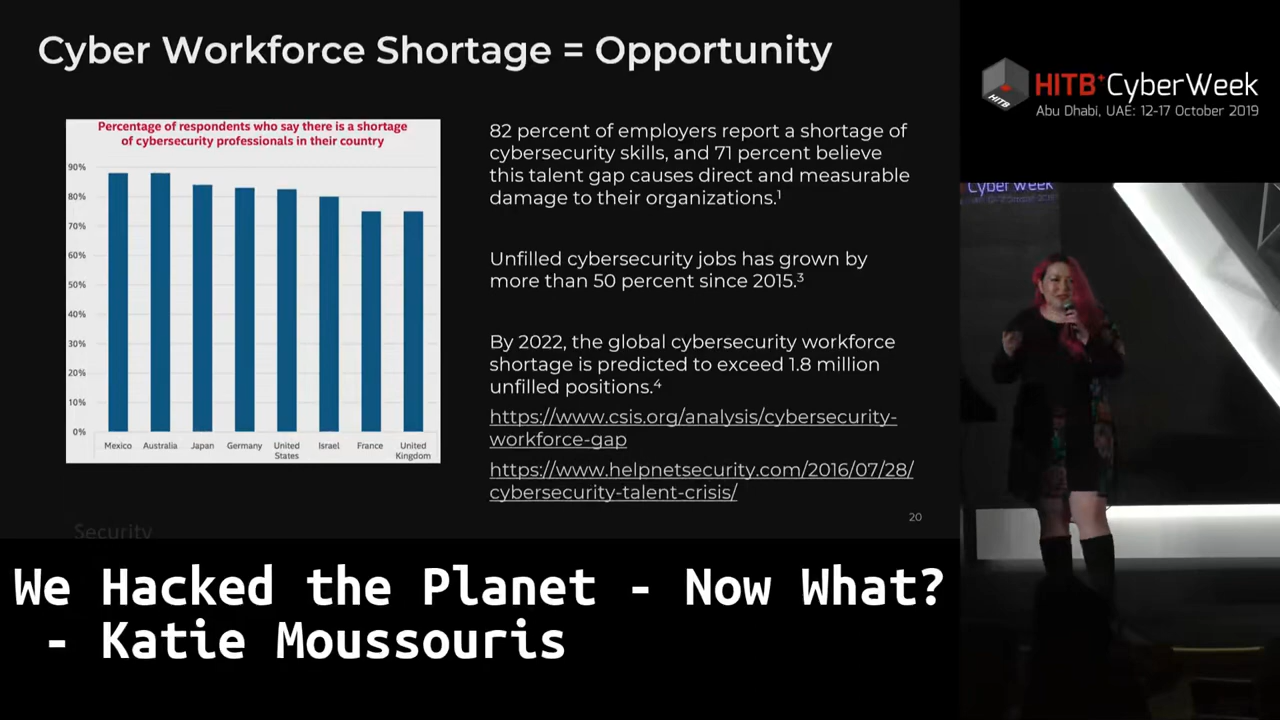 Cyber Workforce Shortage = Opportunity
Percentage of respondents who say there is a shortage
of cybersecurity professionals in their country
90%
80%
70%
60%
50%
40%
30%
20%
10%
0%
Mexico
Australia
Japan
Germany
United
States
Israel
France
United
Kingdom
82 percent of employers report a shortage of
cybersecurity skills, and 71 percent believe
this talent gap causes direct and measurable
damage to their organizations.¹
Unfilled cybersecurity jobs has grown by
more than 50 percent since 2015.³
By 2022, the global cybersecurity workforce
shortage is predicted to exceed 1.8 million
unfilled positions.⁴
https://www.csis.org/analysis/cybersecurity-
workforce-gap
https://www.helpnetsecurity.com/2016/07/28/
cybersecurity-talent-crisis/
20
Security
HITB+CyberWeek
HITB
Abu Dhabi, UAE: 12-17 October 2019
Cyber Week
We Hacked the Planet - Now What?
- Katie Moussouris